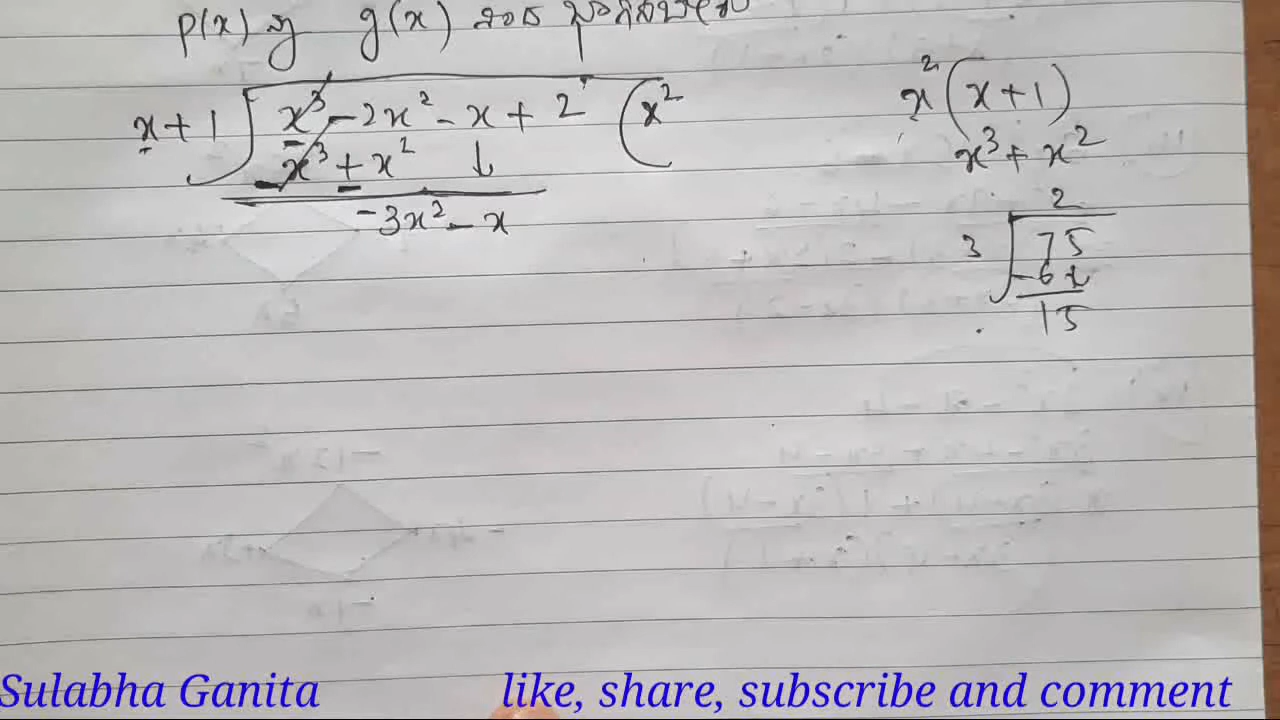 p(x) ಇ g(x) ನಿಂದ
x + 1 x³ - 2x² - x + 2 (x²
- x³ + x² ↓
-3x² - x
x² (x + 1)
x³ + x²
2
3 75
-6↓
15
Sulabha Ganita like, share, subscribe and comment